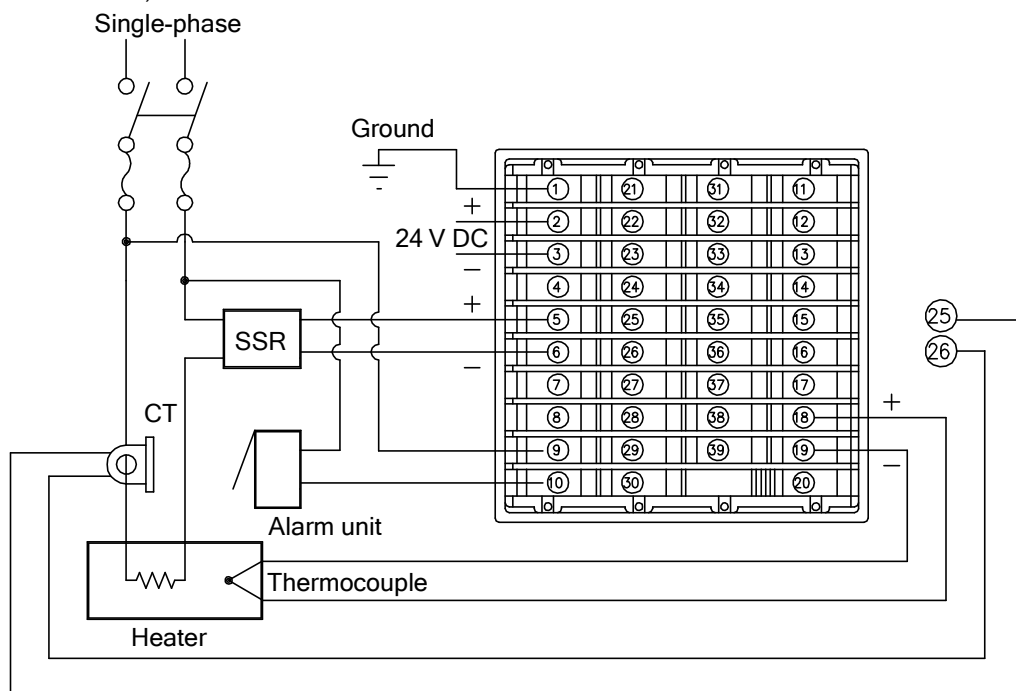 Single-phase
Ground
+
24 V DC
−
+
−
SSR
CT
Alarm unit
Thermocouple
Heater
1 21 31 11
2 22 32 12
3 23 33 13
4 24 34 14
5 25 35 15
6 26 36 16
7 27 37 17
8 28 38 18
9 29 39 19
10 30 20
+
−
25
26